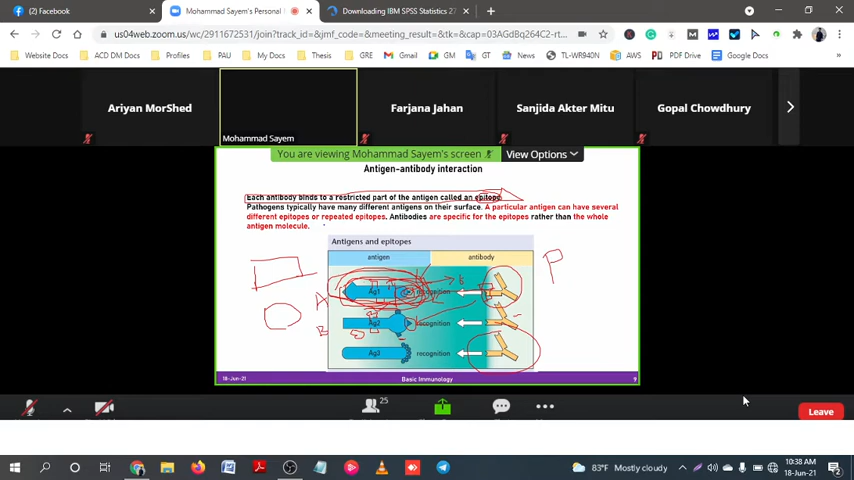 (2) Facebook
Mohammad Sayem's Personal
Downloading IBM SPSS Statistics 27
us04web.zoom.us/wc/2911672531/join?track_id=&jmf_code=&meeting_result=&tk=&cap=03AGdBq264-rt...
Website Docs
ACD DM Docs
Profiles
PAU
My Docs
Thesis
GRE
Gmail
GM
GT
News
TL-WR940N
AWS
PDF Drive
Google Docs
Ariyan MorShed
Mohammad Sayem
Farjana Jahan
Sanjida Akter Mitu
Gopal Chowdhury
You are viewing Mohammad Sayem's screen
View Options
Antigen-antibody interaction
Each antibody binds to a restricted part of the antigen called an epitope.
Pathogens typically have many different antigens on their surface. A particular antigen can have several
different epitopes or repeated epitopes. Antibodies are specific for the epitopes rather than the whole
antigen molecule.
Antigens and epitopes
antigen
antibody
Ag1
recognition
Ag2
recognition
Ag3
recognition
A
B
P
18-Jun-21
Basic Immunology
7
25
Leave
83°F Mostly cloudy
10:38 AM
18-Jun-21
2